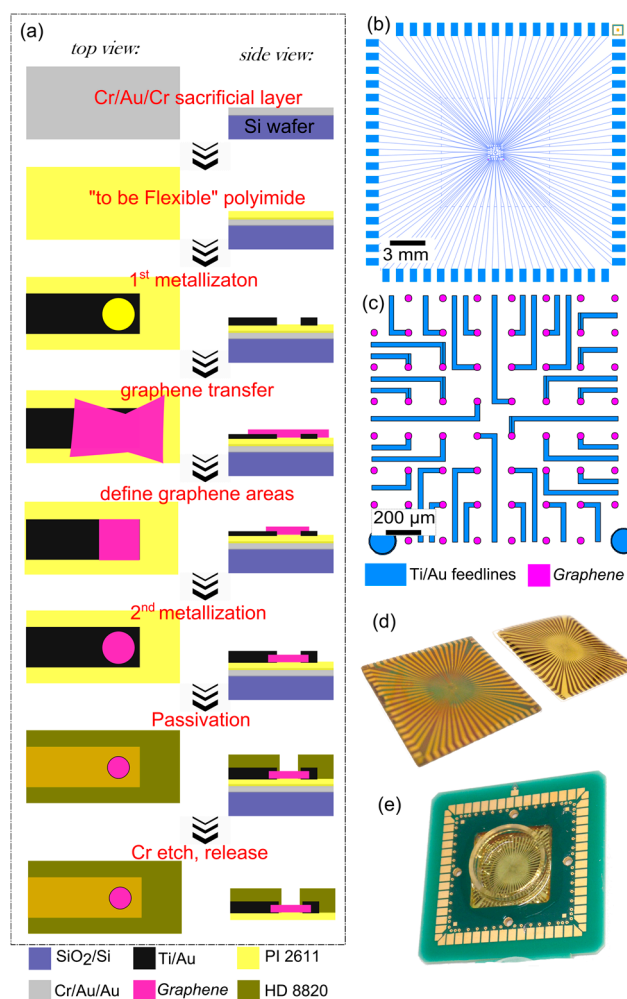 (a)
top view:
side view:
Cr/Au/Cr sacrificial layer
Si wafer
"to be Flexible" polyimide
1st metallizaton
graphene transfer
define graphene areas
2nd metallization
Passivation
Cr etch, release
SiO2/Si
Ti/Au
PI 2611
Cr/Au/Au
Graphene
HD 8820
(b)
3 mm
(c)
200 µm
Ti/Au feedlines
Graphene
(d)
(e)